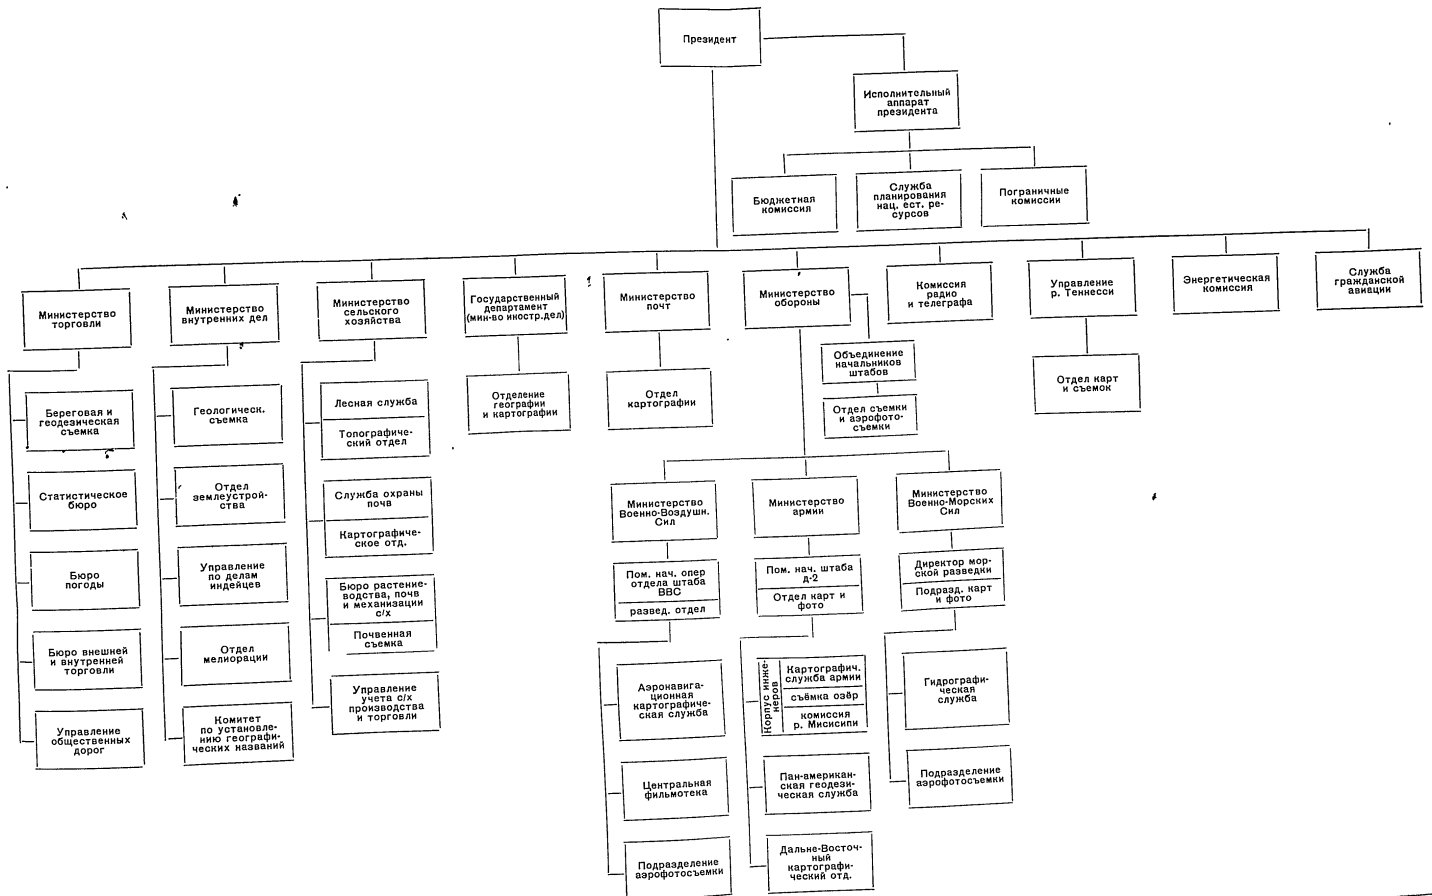 Президент
Исполнительный
аппарат
президента
Бюджетная
комиссия
Служба
планирования
нац. ест. ре-
сурсов
Пограничные
комиссии
Министерство
торговли
Министерство
внутренних дел
Министерство
сельского
хозяйства
Государственный
департамент
(мин-во иностр.дел)
Министерство
почт
Министерство
обороны
Комиссия
радио
и телеграфа
Управление
р. Теннесси
Энергетическая
комиссия
Служба
гражданской
авиации
Объединение
начальников
штабов
Отдел съемки
и аэрофото-
съемки
Отделение
географии
и картографии
Отдел
картографии
Отдел карт
и съемок
Береговая и
геодезическая
съемка
Статистическое
бюро
Бюро
погоды
Бюро внешней
и внутренней
торговли
Управление
общественных
дорог
Геологическ.
съемка
Отдел
землеустрой-
ства
Управление
по делам
индейцев
Отдел
мелиорации
Комитет
по установле-
нию географи-
ческих названий
Лесная служба
Топографиче-
ский отдел
Служба охраны
почв
Картографиче-
ское отд.
Бюро растение-
водства, почв
и механизации
с/х
Почвенная
съемка
Управление
учета с/х
производства
и торговли
Министерство
Военно-Воздушн.
Сил
Министерство
армии
Министерство
Военно-Морских
Сил
Пом. нач. опер
отдела штаба
ВВС
развед. отдел
Пом. нач. штаба
д-2
Отдел карт и
фото
Директор мор-
ской разведки
Подразд. карт
и фото
Аэронавига-
ционная
картографиче-
ская служба
Центральная
фильмотека
Подразделение
аэрофотосъемки
Корпус инже-
неров
Картографич.
служба армии
съёмка озёр
комиссия
р. Мисисипи
Пан-американ-
ская геодези-
ческая служба
Дальне-Восточ-
ный
картографи-
ческий отд.
Гидрографи-
ческая
служба
Подразделение
аэрофотосъемки